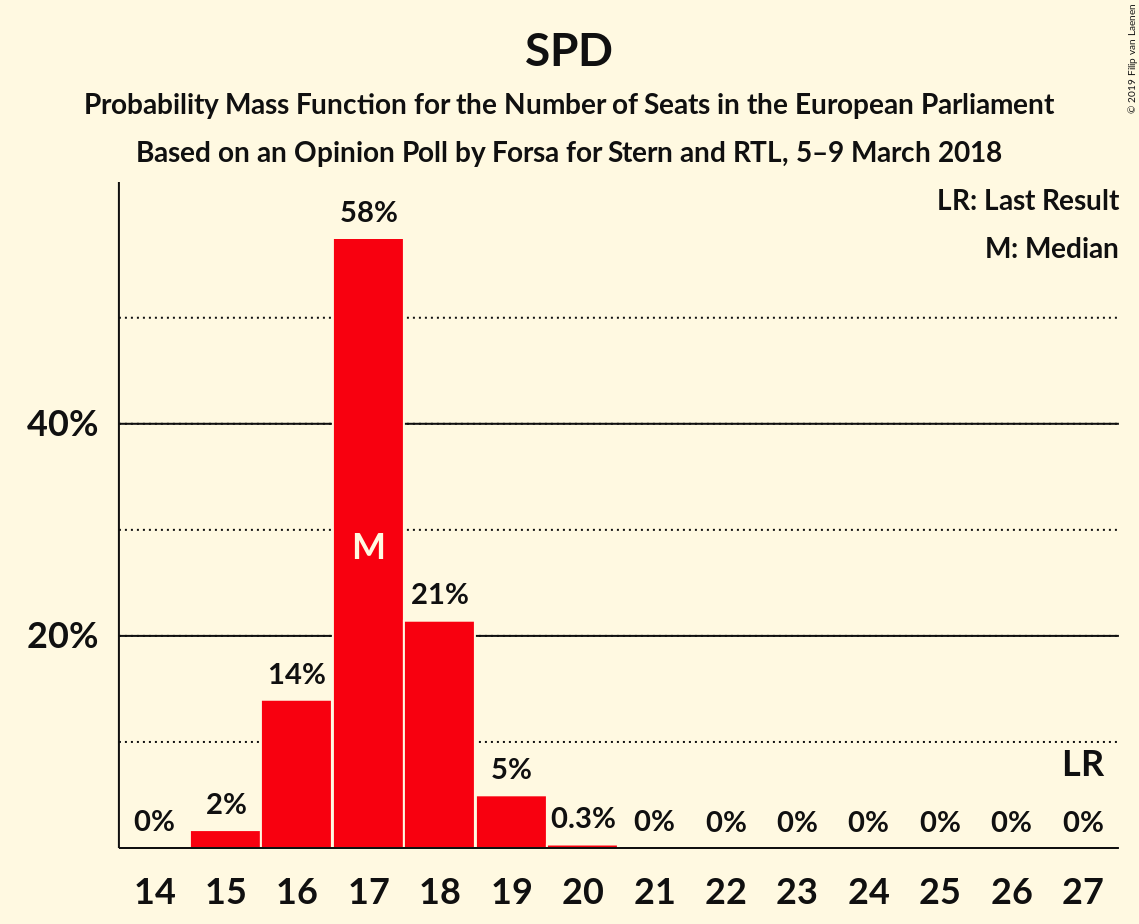 SPD
Probability Mass Function for the Number of Seats in the European Parliament
Based on an Opinion Poll by Forsa for Stern and RTL, 5–9 March 2018
© 2019 Filip van Laenen
LR: Last Result
M: Median
58%
40%
M
21%
20%
14%
5%
LR
0% 2% 0.3% 0% 0% 0% 0% 0% 0% 0%
14 15 16 17 18 19 20 21 22 23 24 25 26 27